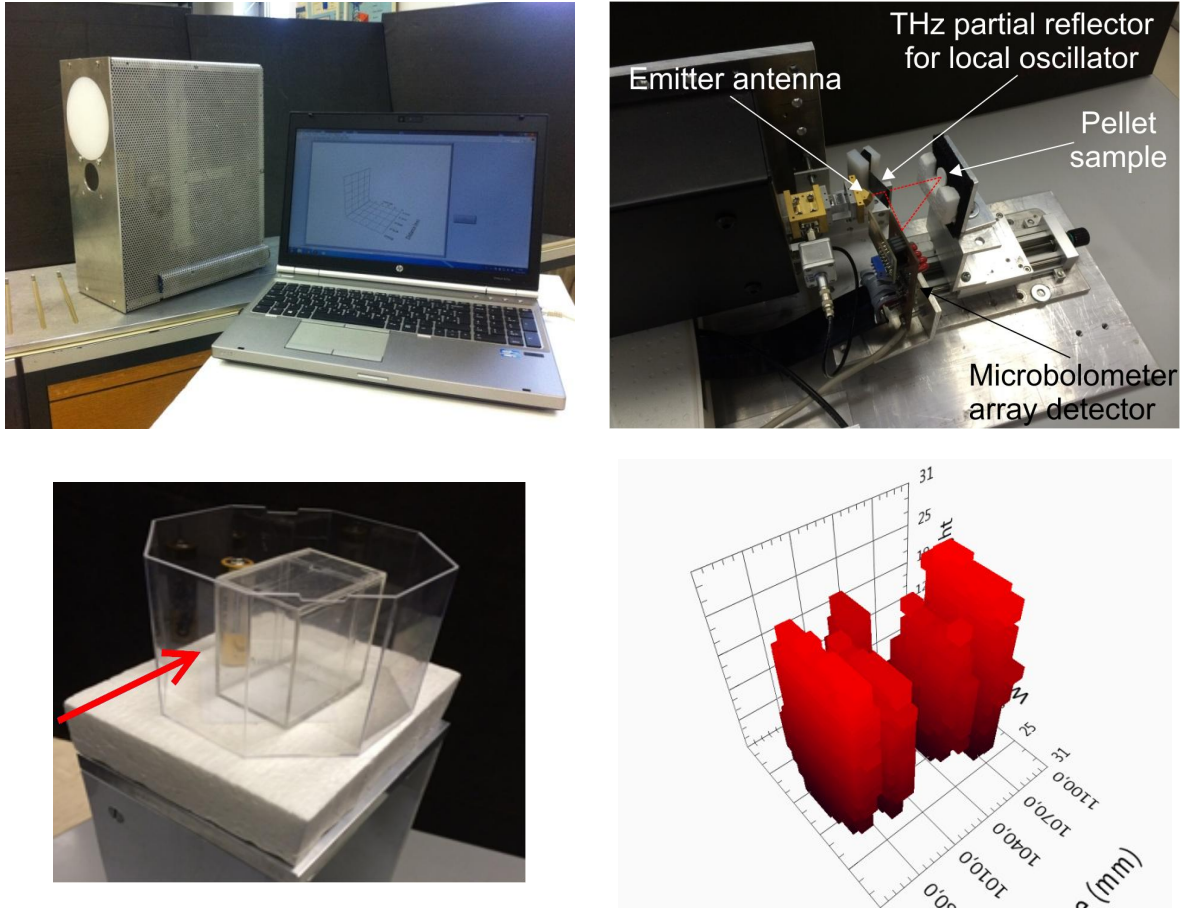 Emitter antenna
THz partial reflector
for local oscillator
Pellet
sample
Microbolometer
array detector
hp
31
25
25
31
1100,0
1070,0
1040,0
1010,0
(mm)